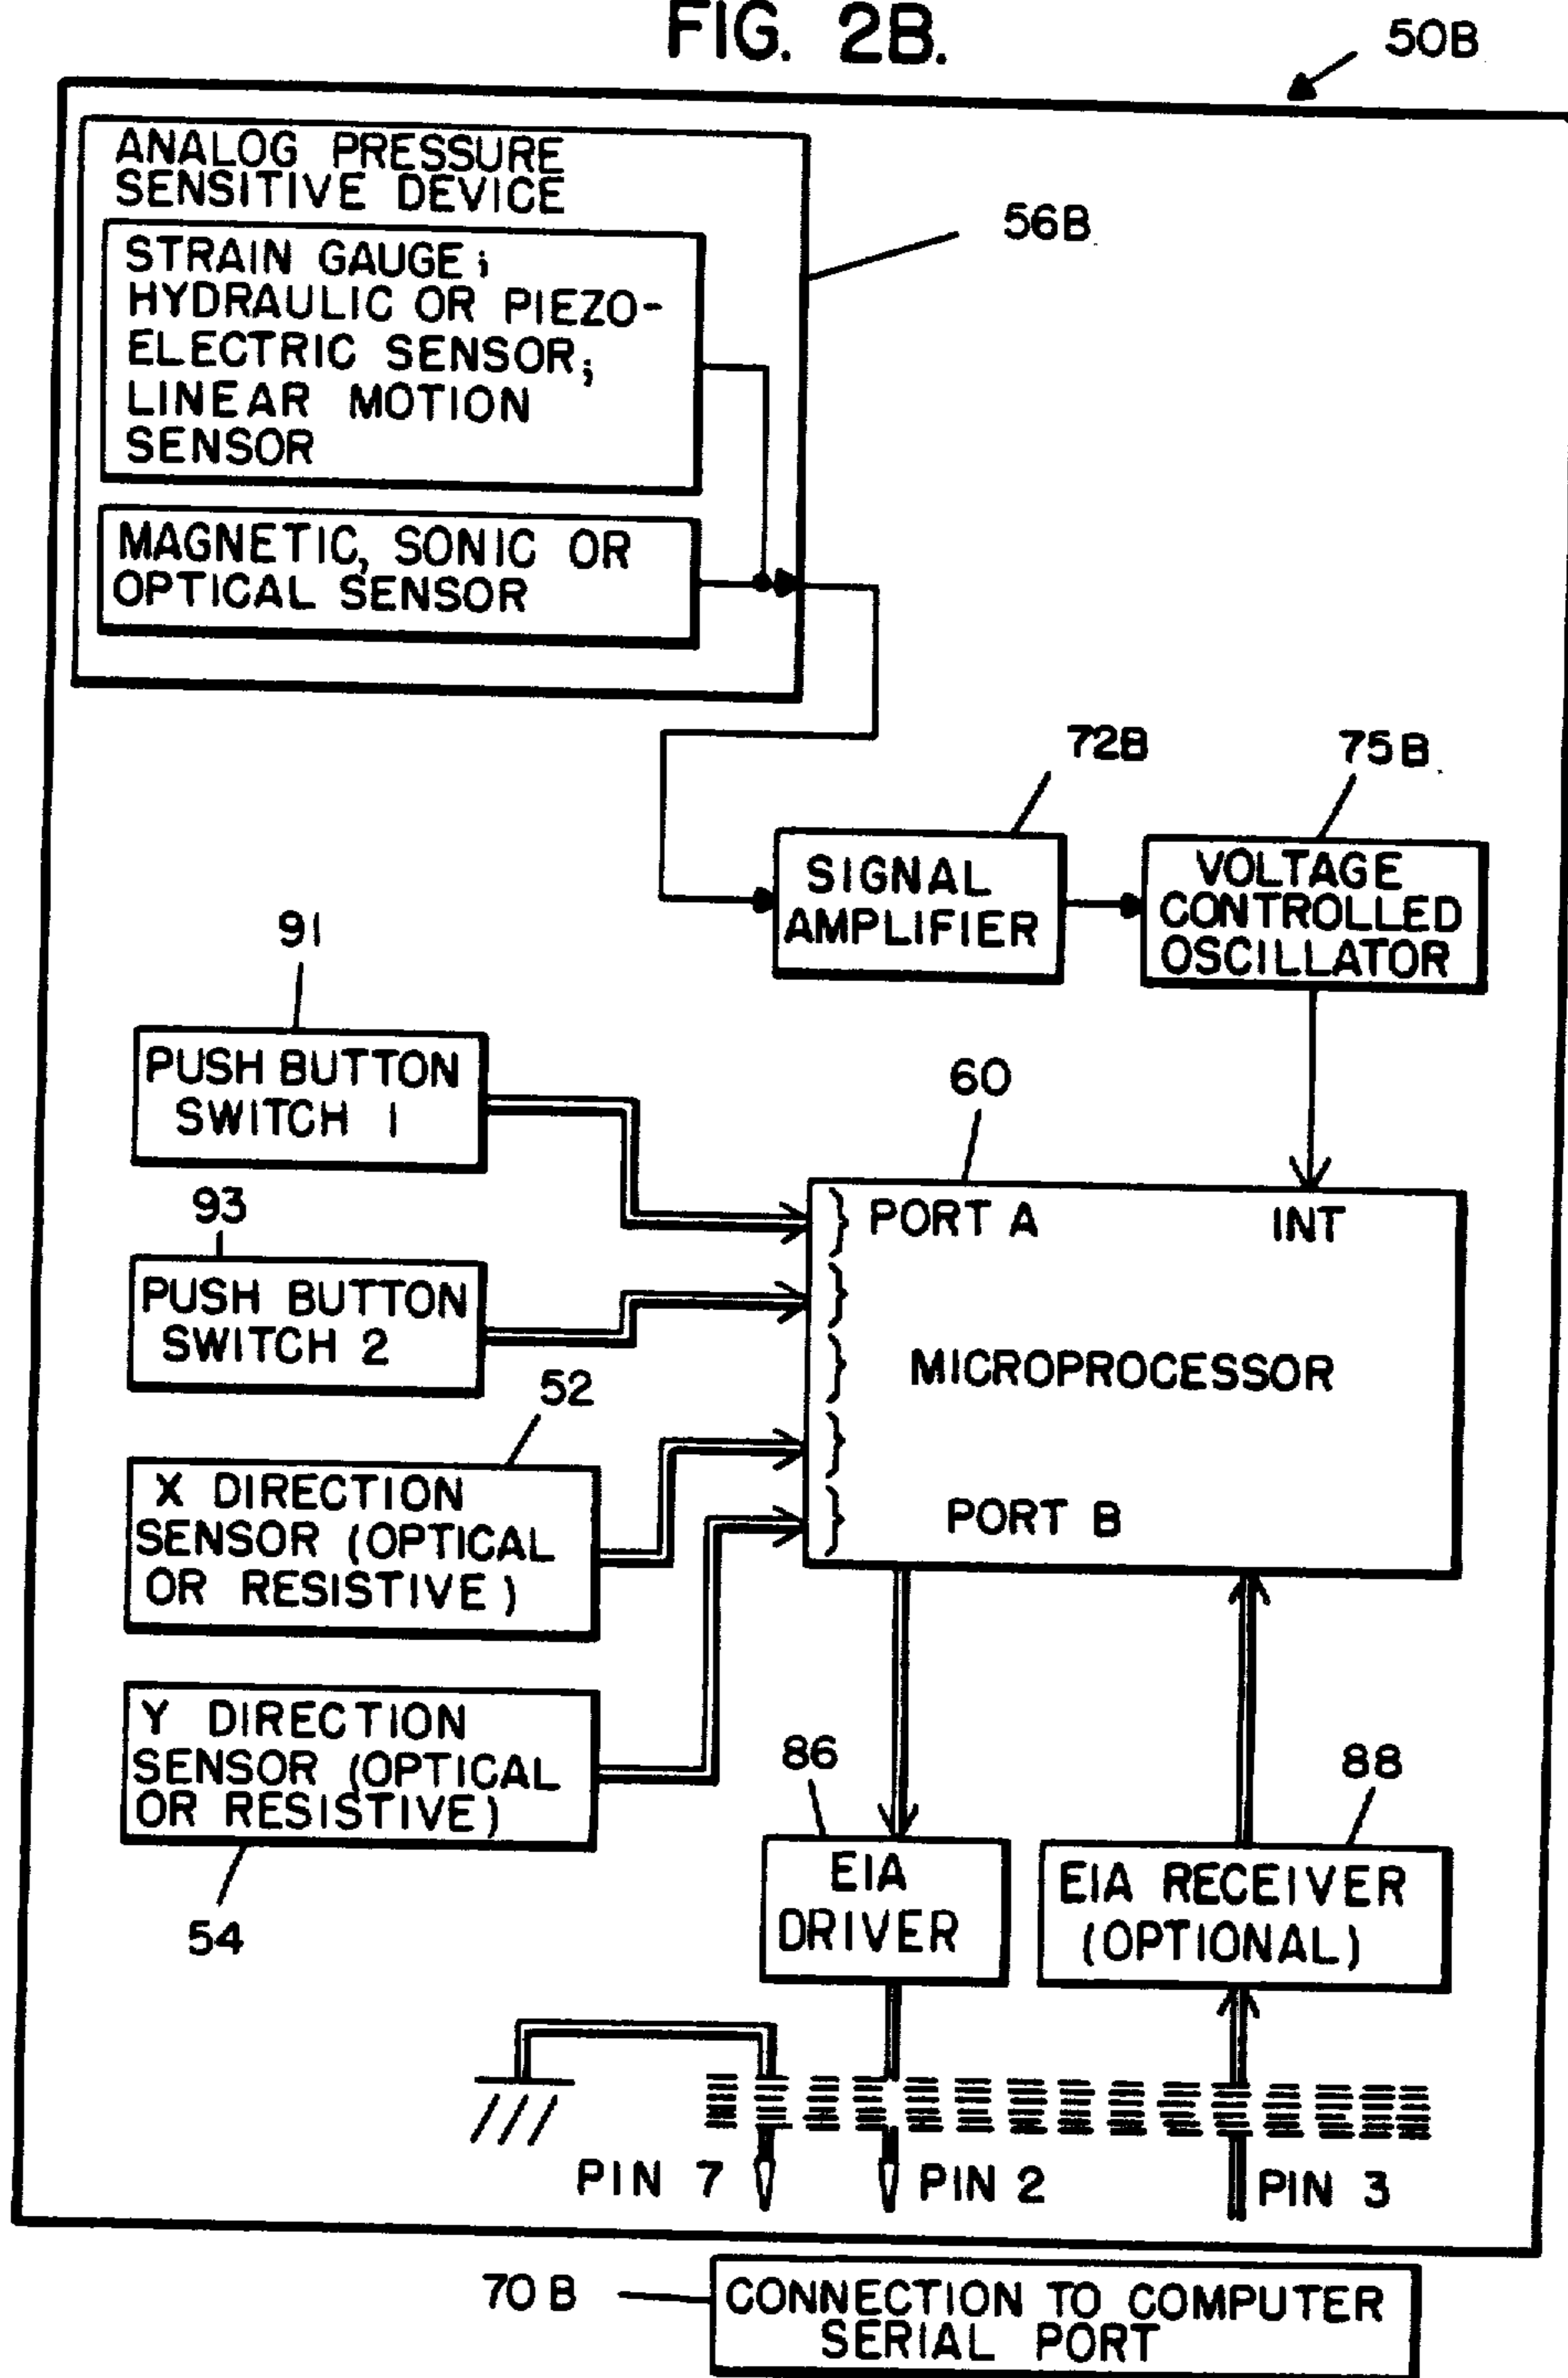 FIG. 2B.
50B
ANALOG PRESSURE
SENSITIVE DEVICE
STRAIN GAUGE;
HYDRAULIC OR PIEZO-
ELECTRIC SENSOR;
LINEAR MOTION
SENSOR
56B
MAGNETIC, SONIC OR
OPTICAL SENSOR
72B
75B
SIGNAL
AMPLIFIER
VOLTAGE
CONTROLLED
OSCILLATOR
91
PUSH BUTTON
SWITCH 1
60
93
PUSH BUTTON
SWITCH 2
PORT A
INT
MICROPROCESSOR
PORT B
52
X DIRECTION
SENSOR (OPTICAL
OR RESISTIVE)
Y DIRECTION
SENSOR (OPTICAL
OR RESISTIVE)
54
86
88
EIA
DRIVER
EIA RECEIVER
(OPTIONAL)
PIN 7
PIN 2
PIN 3
70B
CONNECTION TO COMPUTER
SERIAL PORT